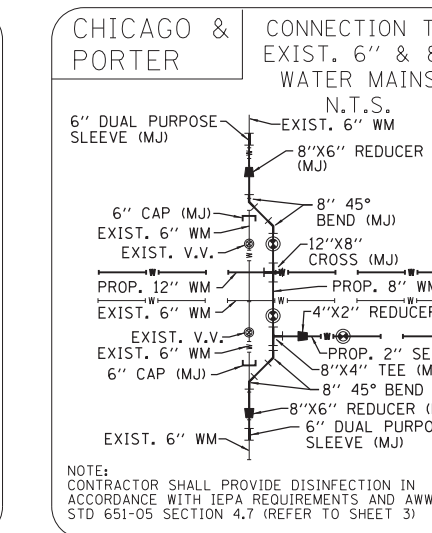 CHICAGO &
PORTER
CONNECTION T
EXIST. 6" & 8
WATER MAINS
N.T.S.
6" DUAL PURPOSE
SLEEVE (MJ)
EXIST. 6" WM
8"X6" REDUCER
(MJ)
6" CAP (MJ)
EXIST. 6" WM
EXIST. V.V.
8" 45°
BEND (MJ)
12"X8"
CROSS (MJ)
W
W
W
PROP. 12" WM
PROP. 8" WM
W
W
EXIST. 6" WM
4"X2" REDUCER
EXIST. V.V.
W
EXIST. 6" WM
PROP. 2" SE
6" CAP (MJ)
8"X4" TEE (M
8" 45° BEND
8"X6" REDUCER (
6" DUAL PURPO
SLEEVE (MJ)
EXIST. 6" WM
NOTE:
CONTRACTOR SHALL PROVIDE DISINFECTION IN
ACCORDANCE WITH IEPA REQUIREMENTS AND AWW
STD 651-05 SECTION 4.7 (REFER TO SHEET 3)